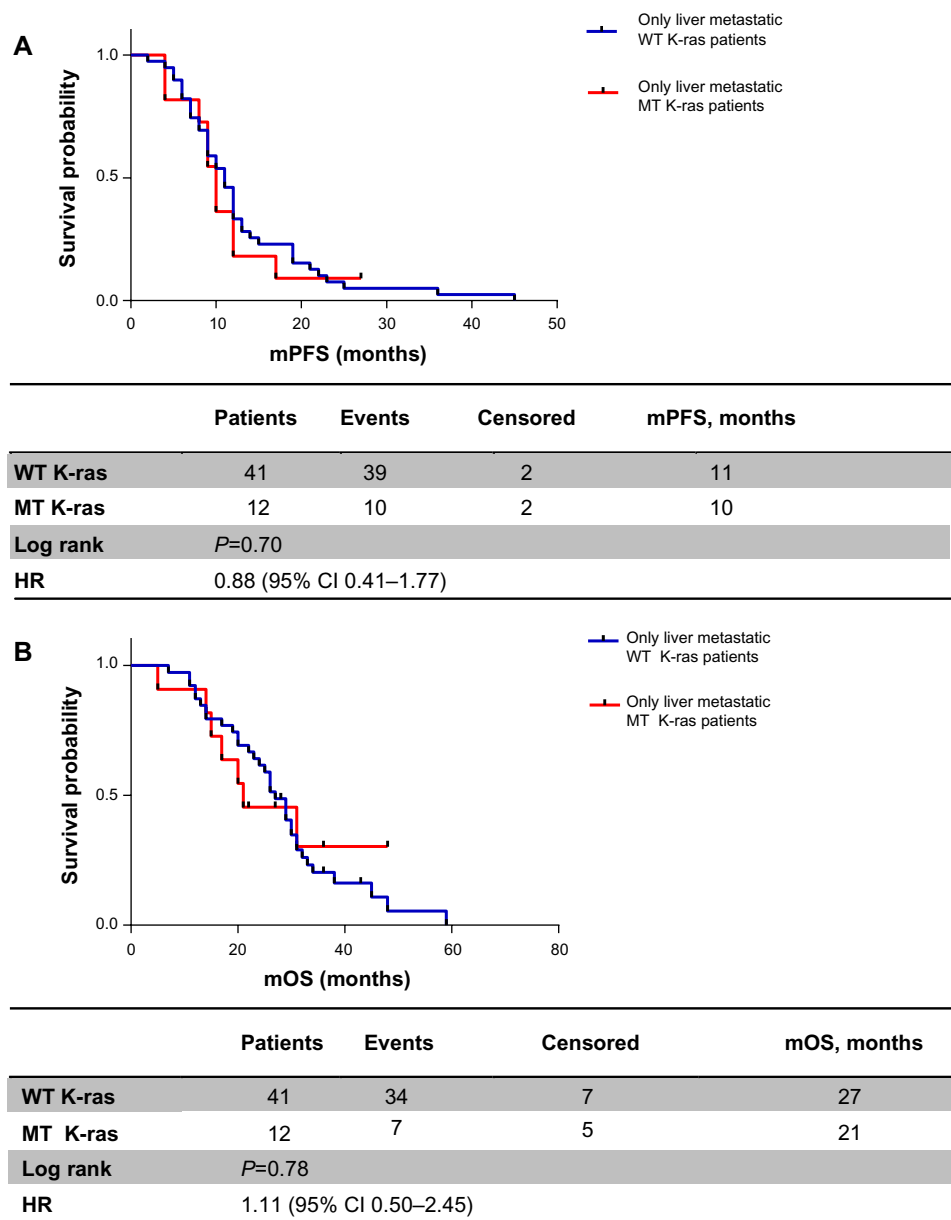 A
Only liver metastatic
WT K-ras patients
Only liver metastatic
MT K-ras patients
Survival probability
1.0
0.5
0.0
0 10 20 30 40 50
mPFS (months)
Patients Events Censored mPFS, months
WT K-ras 41 39 2 11
MT K-ras 12 10 2 10
Log rank P=0.70
HR 0.88 (95% CI 0.41–1.77)
B
Only liver metastatic
WT K-ras patients
Only liver metastatic
MT K-ras patients
Survival probability
1.0
0.5
0.0
0 20 40 60 80
mOS (months)
Patients Events Censored mOS, months
WT K-ras 41 34 7 27
MT K-ras 12 7 5 21
Log rank P=0.78
HR 1.11 (95% CI 0.50–2.45)